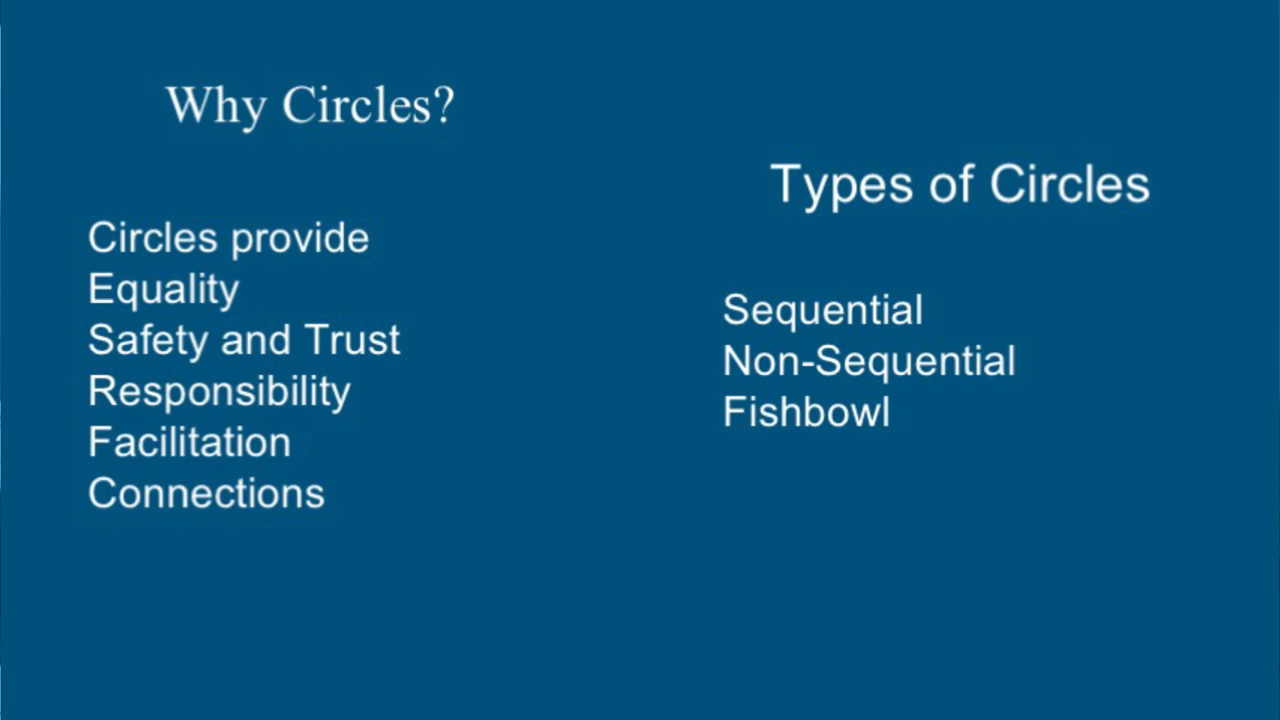 Why Circles?
Circles provide
Equality
Safety and Trust
Responsibility
Facilitation
Connections
Types of Circles
Sequential
Non-Sequential
Fishbowl